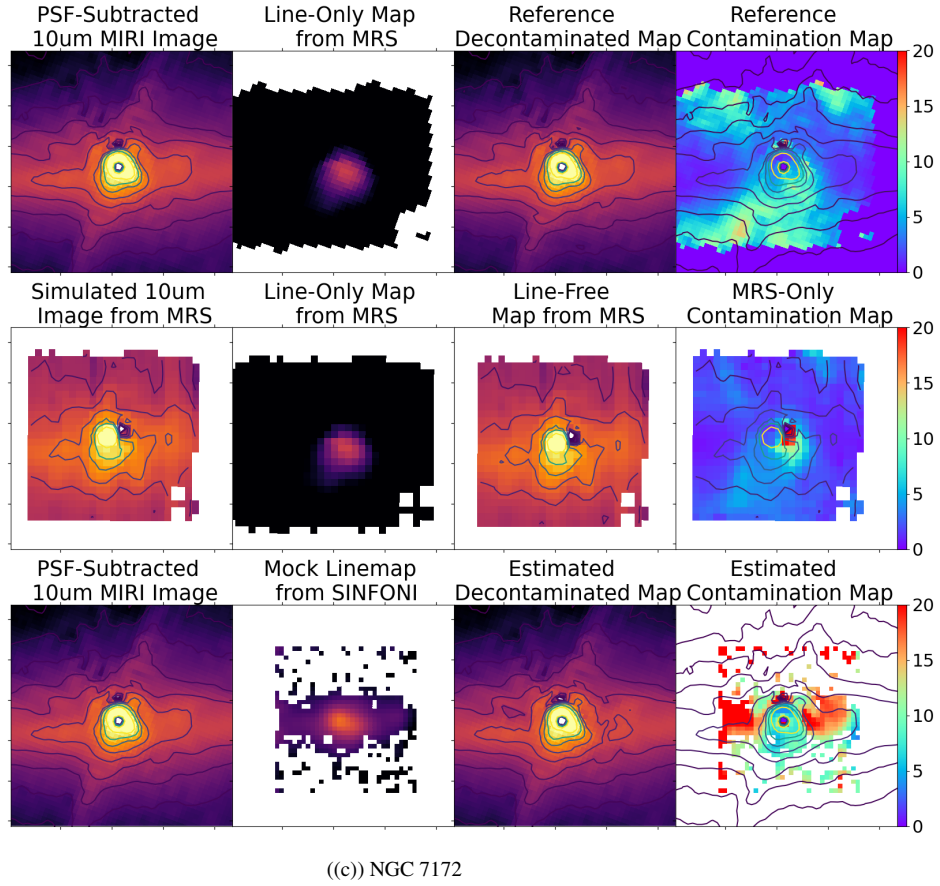 PSF-Subtracted
10um MIRI Image
Line-Only Map
from MRS
Reference
Decontaminated Map
Reference
Contamination Map
20
15
10
5
0
Simulated 10um
Image from MRS
Line-Only Map
from MRS
Line-Free
Map from MRS
MRS-Only
Contamination Map
20
15
10
5
0
PSF-Subtracted
10um MIRI Image
Mock Linemap
from SINFONI
Estimated
Decontaminated Map
Estimated
Contamination Map
20
15
10
5
0
((c)) NGC 7172